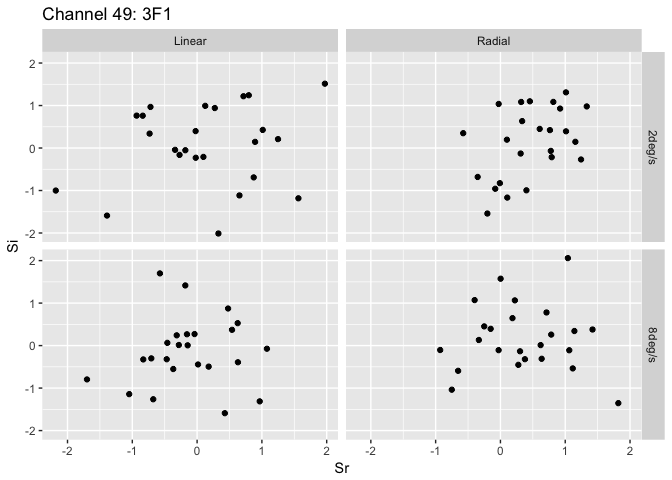 Channel 49: 3F1
Linear
Radial
2
1
0
-1
-2
2deg/s
2
1
0
-1
-2
8deg/s
Si
-2 -1 0 1 2
-2 -1 0 1 2
Sr